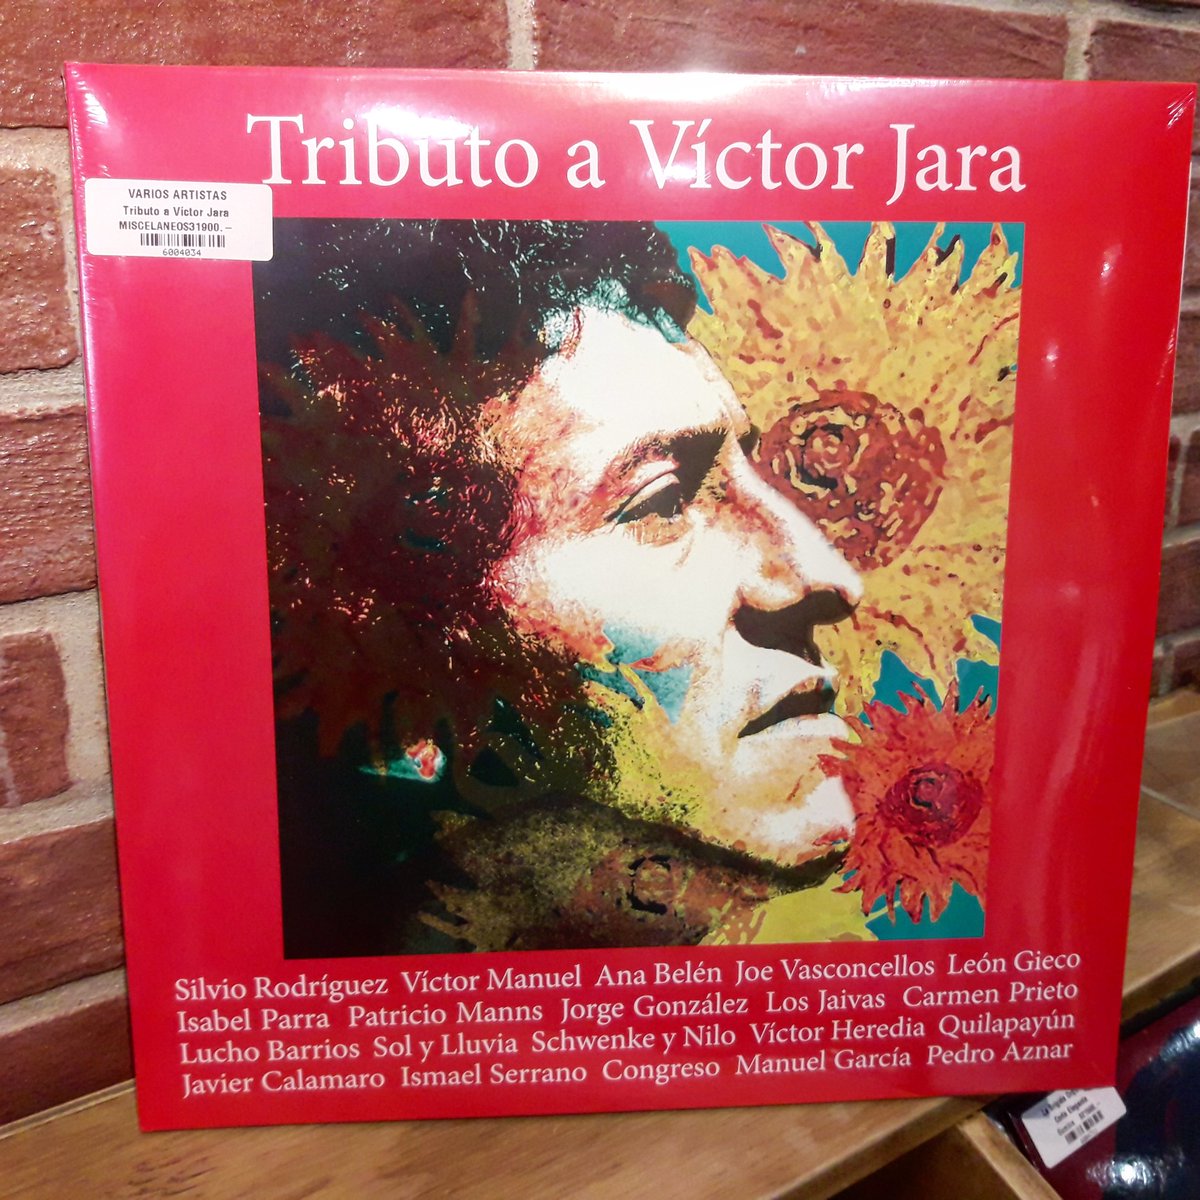 Tributo a Víctor Jara
VARIOS ARTISTAS
Tributo a Víctor Jara
MISCELANEOS31900.—
6004034
Silvio Rodríguez Víctor Manuel Ana Belén Joe Vasconcellos León Gieco
Isabel Parra Patricio Manns Jorge González Los Jaivas Carmen Prieto
Lucho Barrios Sol y Lluvia Schwenke y Nilo Víctor Heredia Quilapayún
Javier Calamaro Ismael Serrano Congreso Manuel García Pedro Aznar